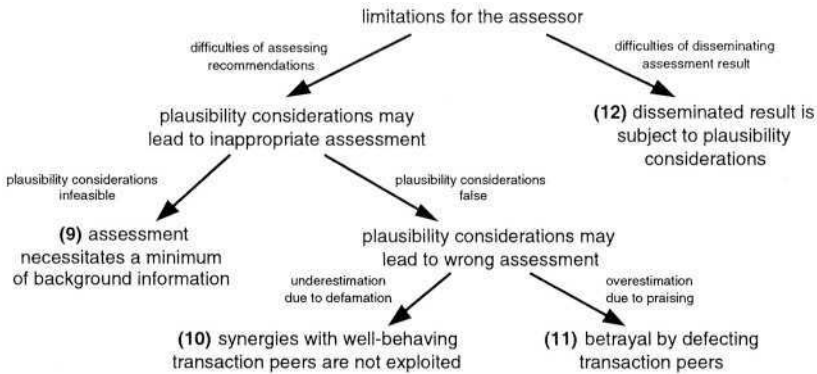 limitations for the assessor
difficulties of assessing
recommendations
difficulties of disseminating
assessment result
plausibility considerations may
lead to inappropriate assessment
(12) disseminated result is
subject to plausibility
considerations
plausibility considerations
infeasible
plausibility considerations
false
(9) assessment
necessitates a minimum
of background information
plausibility considerations may
lead to wrong assessment
underestimation
due to defamation
overestimation
due to praising
(10) synergies with well-behaving
transaction peers are not exploited
(11) betrayal by defecting
transaction peers